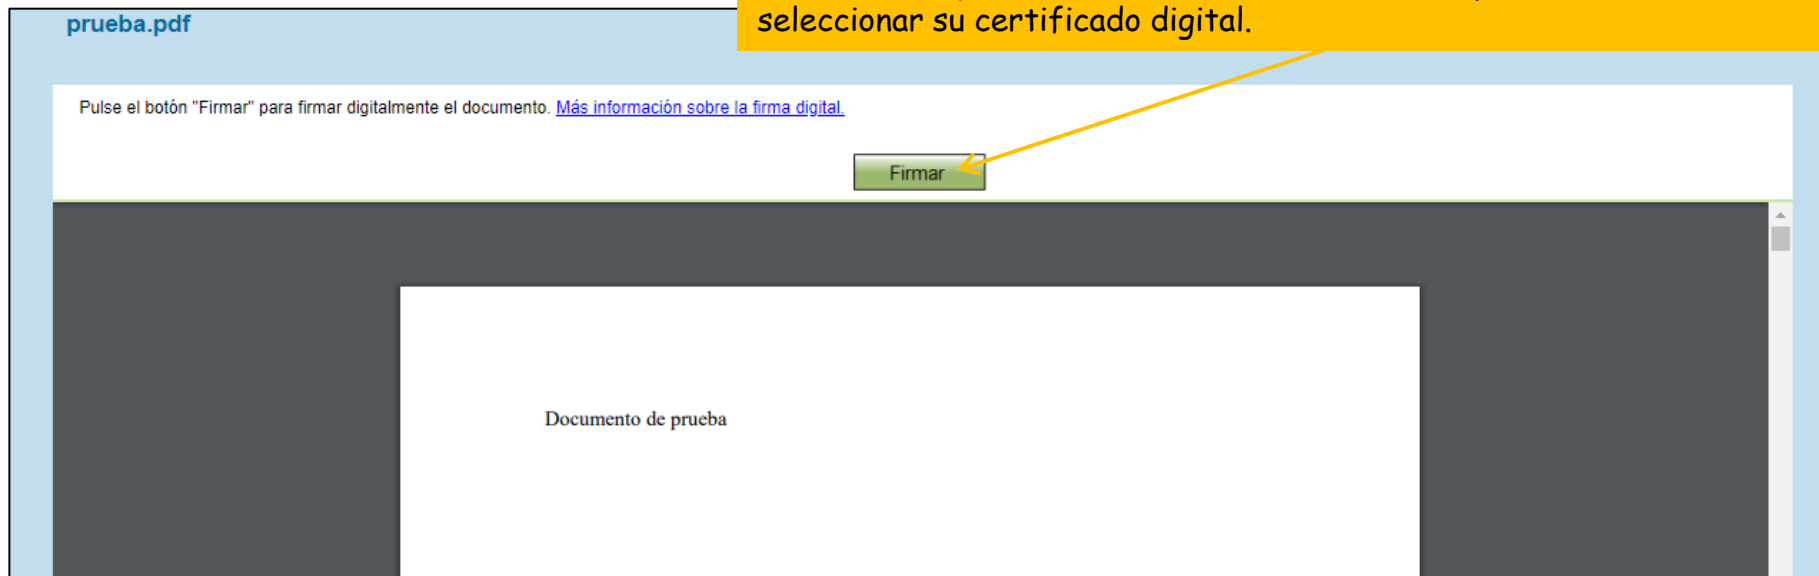 seleccionar su certificado digital.
prueba.pdf
Pulse el botón "Firmar" para firmar digitalmente el documento. Más información sobre la firma digital.
Firmar
Documento de prueba